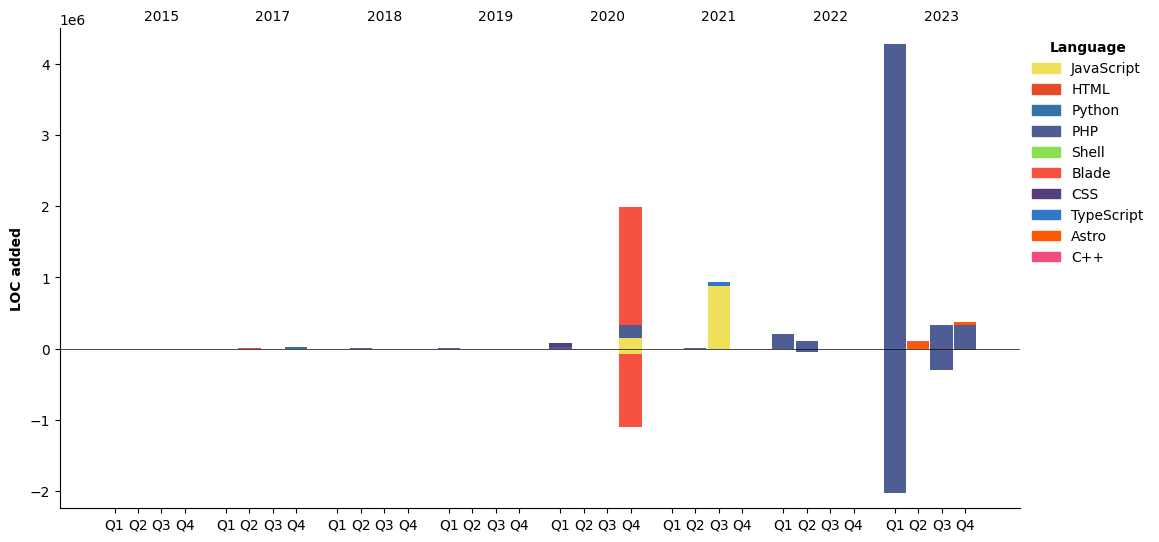 1e6
2015 2017 2018 2019 2020 2021 2022 2023
4
3
2
1
0
−1
−2
LOC added
Q1 Q2 Q3 Q4 Q1 Q2 Q3 Q4 Q1 Q2 Q3 Q4 Q1 Q2 Q3 Q4 Q1 Q2 Q3 Q4 Q1 Q2 Q3 Q4 Q1 Q2 Q3 Q4 Q1 Q2 Q3 Q4
Language
JavaScript
HTML
Python
PHP
Shell
Blade
CSS
TypeScript
Astro
C++